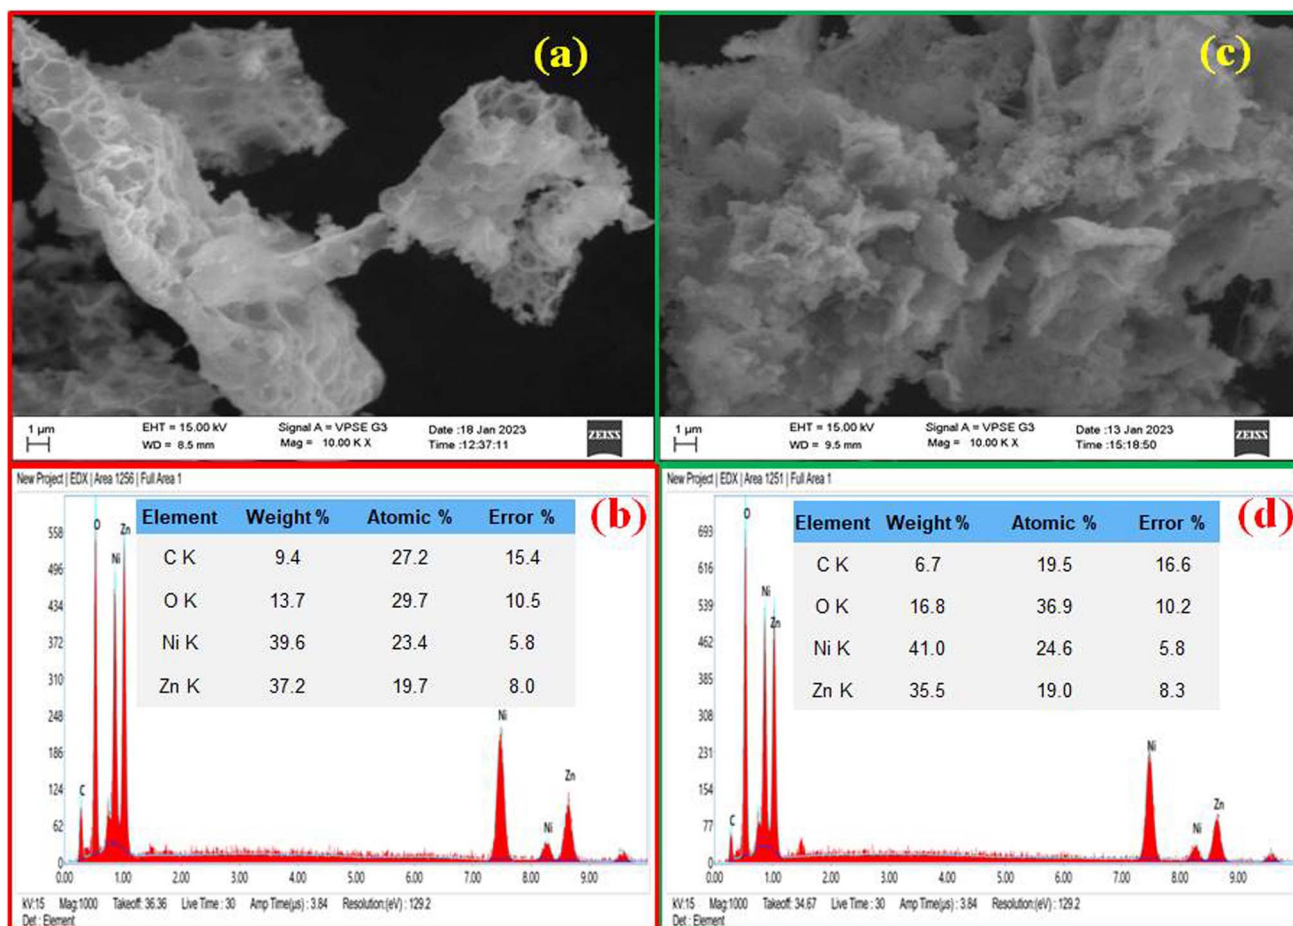 (a)
1 µm
EHT = 15.00 kV
WD = 8.5 mm
Signal A = VPSE G3
Mag = 10.00 K X
Date :18 Jan 2023
Time :12:37:11
ZEISS
(c)
1 µm
EHT = 15.00 kV
WD = 9.5 mm
Signal A = VPSE G3
Mag = 10.00 K X
Date :13 Jan 2023
Time :15:18:50
ZEISS
New Project | EDX | Area 1256 | Full Area 1
(b)
Element Weight % Atomic % Error %
C K 9.4 27.2 15.4
O K 13.7 29.7 10.5
Ni K 39.6 23.4 5.8
Zn K 37.2 19.7 8.0
558
496
434
372
310
248
186
124
62
0
C
O
Ni
Zn
Ni
Ni
Zn
0.00 1.00 2.00 3.00 4.00 5.00 6.00 7.00 8.00 9.00
kV:15 Mag:1000 Takeoff: 36.36 Live Time : 30 Amp Time(µs) : 3.84 Resolution:(eV) : 129.2
Det : Element
New Project | EDX | Area 1251 | Full Area 1
(d)
Element Weight % Atomic % Error %
C K 6.7 19.5 16.6
O K 16.8 36.9 10.2
Ni K 41.0 24.6 5.8
Zn K 35.5 19.0 8.3
693
616
539
462
385
308
231
154
77
0
C
O
Ni
Zn
Ni
Ni
Zn
0.00 1.00 2.00 3.00 4.00 5.00 6.00 7.00 8.00 9.00
kV:15 Mag:1000 Takeoff: 34.67 Live Time : 30 Amp Time(µs) : 3.84 Resolution:(eV) : 129.2
Det : Element